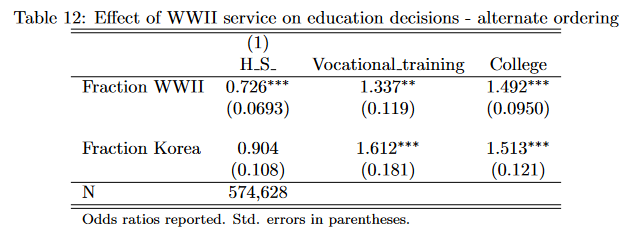 Table 12: Effect of WWII service on education decisions - alternate ordering
(1)
H_S_ Vocational_training College
Fraction WWII 0.726*** 1.337** 1.492***
(0.0693) (0.119) (0.0950)
Fraction Korea 0.904 1.612*** 1.513***
(0.108) (0.181) (0.121)
N 574,628
Odds ratios reported. Std. errors in parentheses.